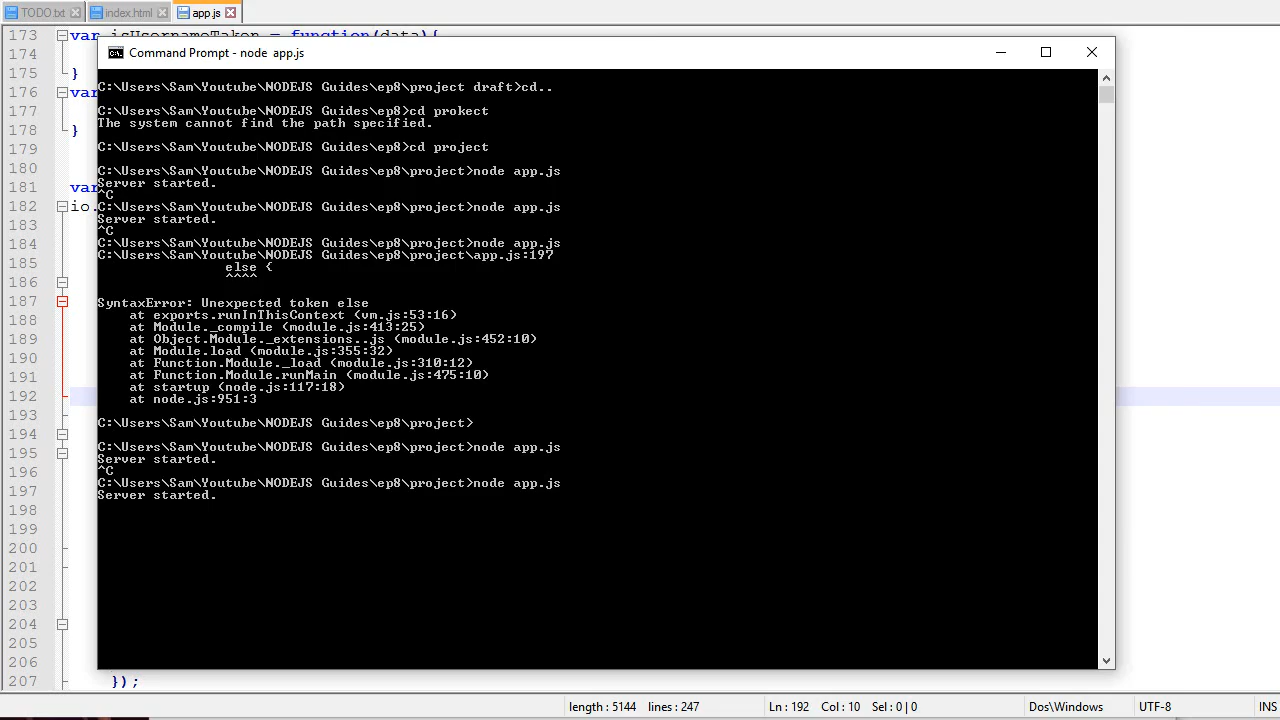 TODO.txt index.html app.js
173 var isUsernameTaken = function(data){
Command Prompt - node app.js
174
175 }
176 var
177
178 }
179
180
181 var
182 io.
183
184
185
186
187
188
189
190
191
192
193
194
195
196
197
198
199
200
201
202
203
204
205
206
207 });
C:\Users\Sam\Youtube\NODEJS Guides\ep8\project draft>cd..
C:\Users\Sam\Youtube\NODEJS Guides\ep8>cd prokect
The system cannot find the path specified.
C:\Users\Sam\Youtube\NODEJS Guides\ep8>cd project
C:\Users\Sam\Youtube\NODEJS Guides\ep8\project>node app.js
Server started.
^C
C:\Users\Sam\Youtube\NODEJS Guides\ep8\project>node app.js
Server started.
^C
C:\Users\Sam\Youtube\NODEJS Guides\ep8\project>node app.js
C:\Users\Sam\Youtube\NODEJS Guides\ep8\project\app.js:197
else {
^^^^
SyntaxError: Unexpected token else
at exports.runInThisContext (vm.js:53:16)
at Module._compile (module.js:413:25)
at Object.Module._extensions..js (module.js:452:10)
at Module.load (module.js:355:32)
at Function.Module._load (module.js:310:12)
at Function.Module.runMain (module.js:475:10)
at startup (node.js:117:18)
at node.js:951:3
C:\Users\Sam\Youtube\NODEJS Guides\ep8\project>
C:\Users\Sam\Youtube\NODEJS Guides\ep8\project>node app.js
Server started.
^C
C:\Users\Sam\Youtube\NODEJS Guides\ep8\project>node app.js
Server started.
length : 5144 lines : 247 Ln : 192 Col : 10 Sel : 0 | 0 Dos\Windows UTF-8 INS